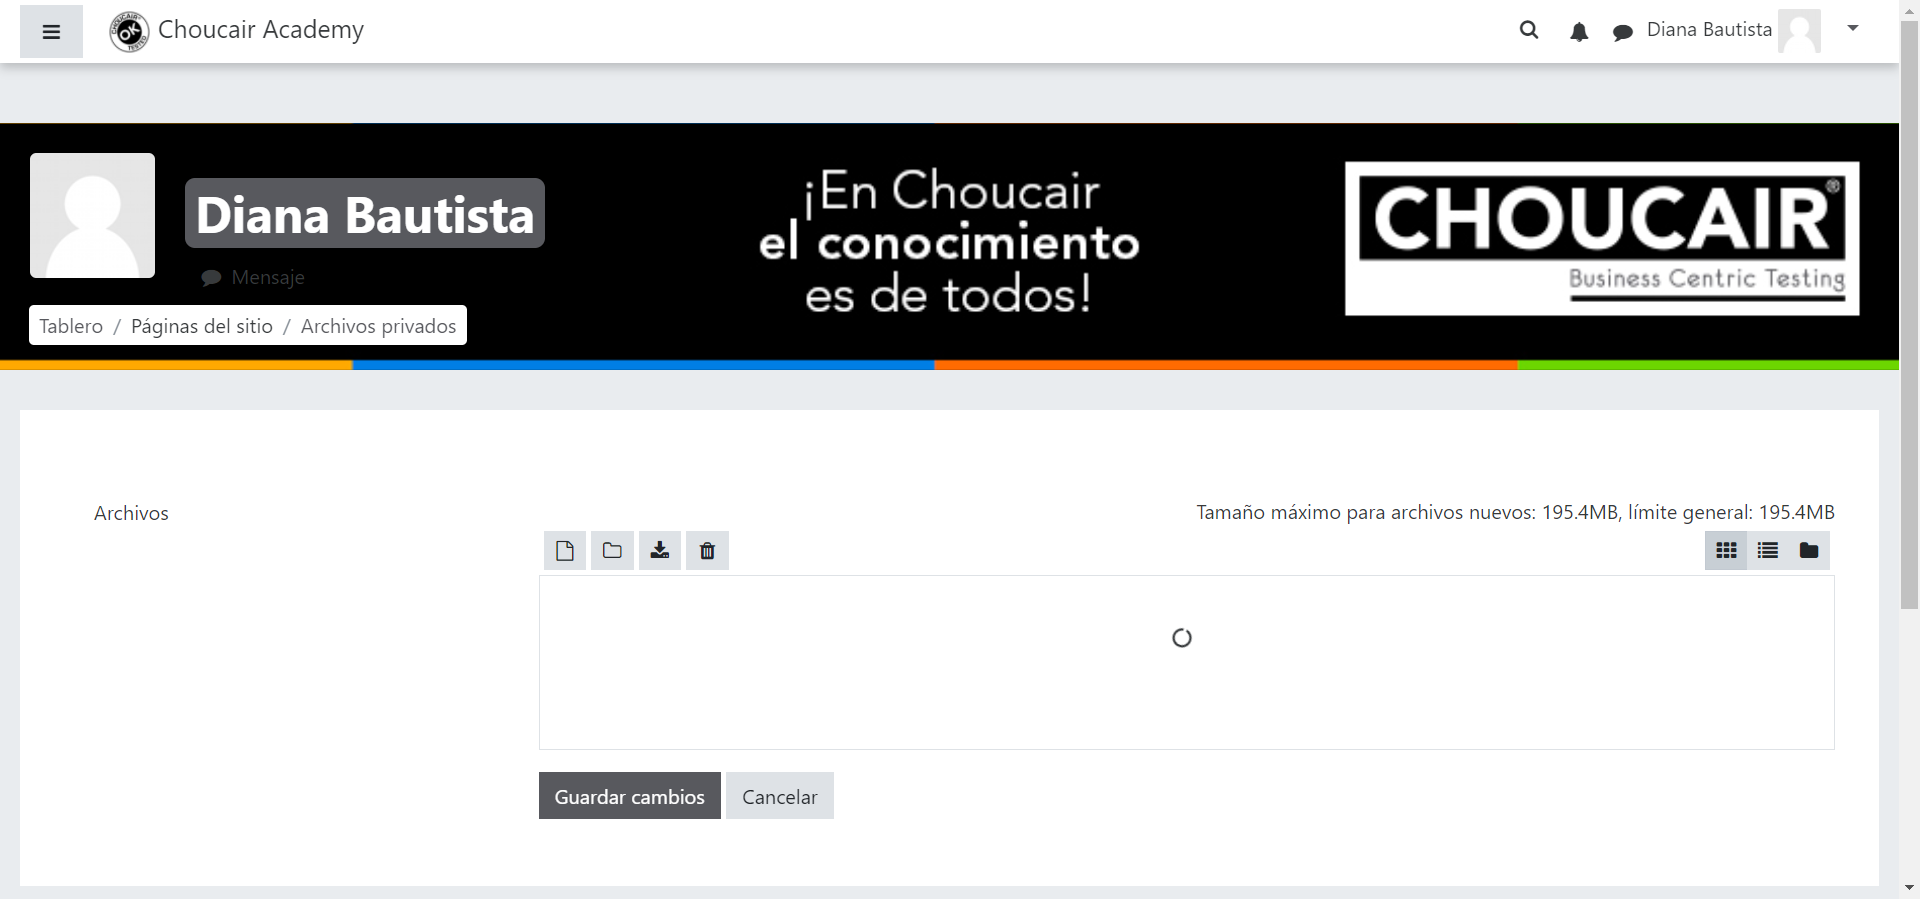 Choucair Academy
Diana Bautista
Diana Bautista
Mensaje
Tablero / Páginas del sitio / Archivos privados
¡En Choucair
el conocimiento
es de todos!
CHOUCAIR®
Business Centric Testing
Archivos
Tamaño máximo para archivos nuevos: 195.4MB, límite general: 195.4MB
Guardar cambios
Cancelar